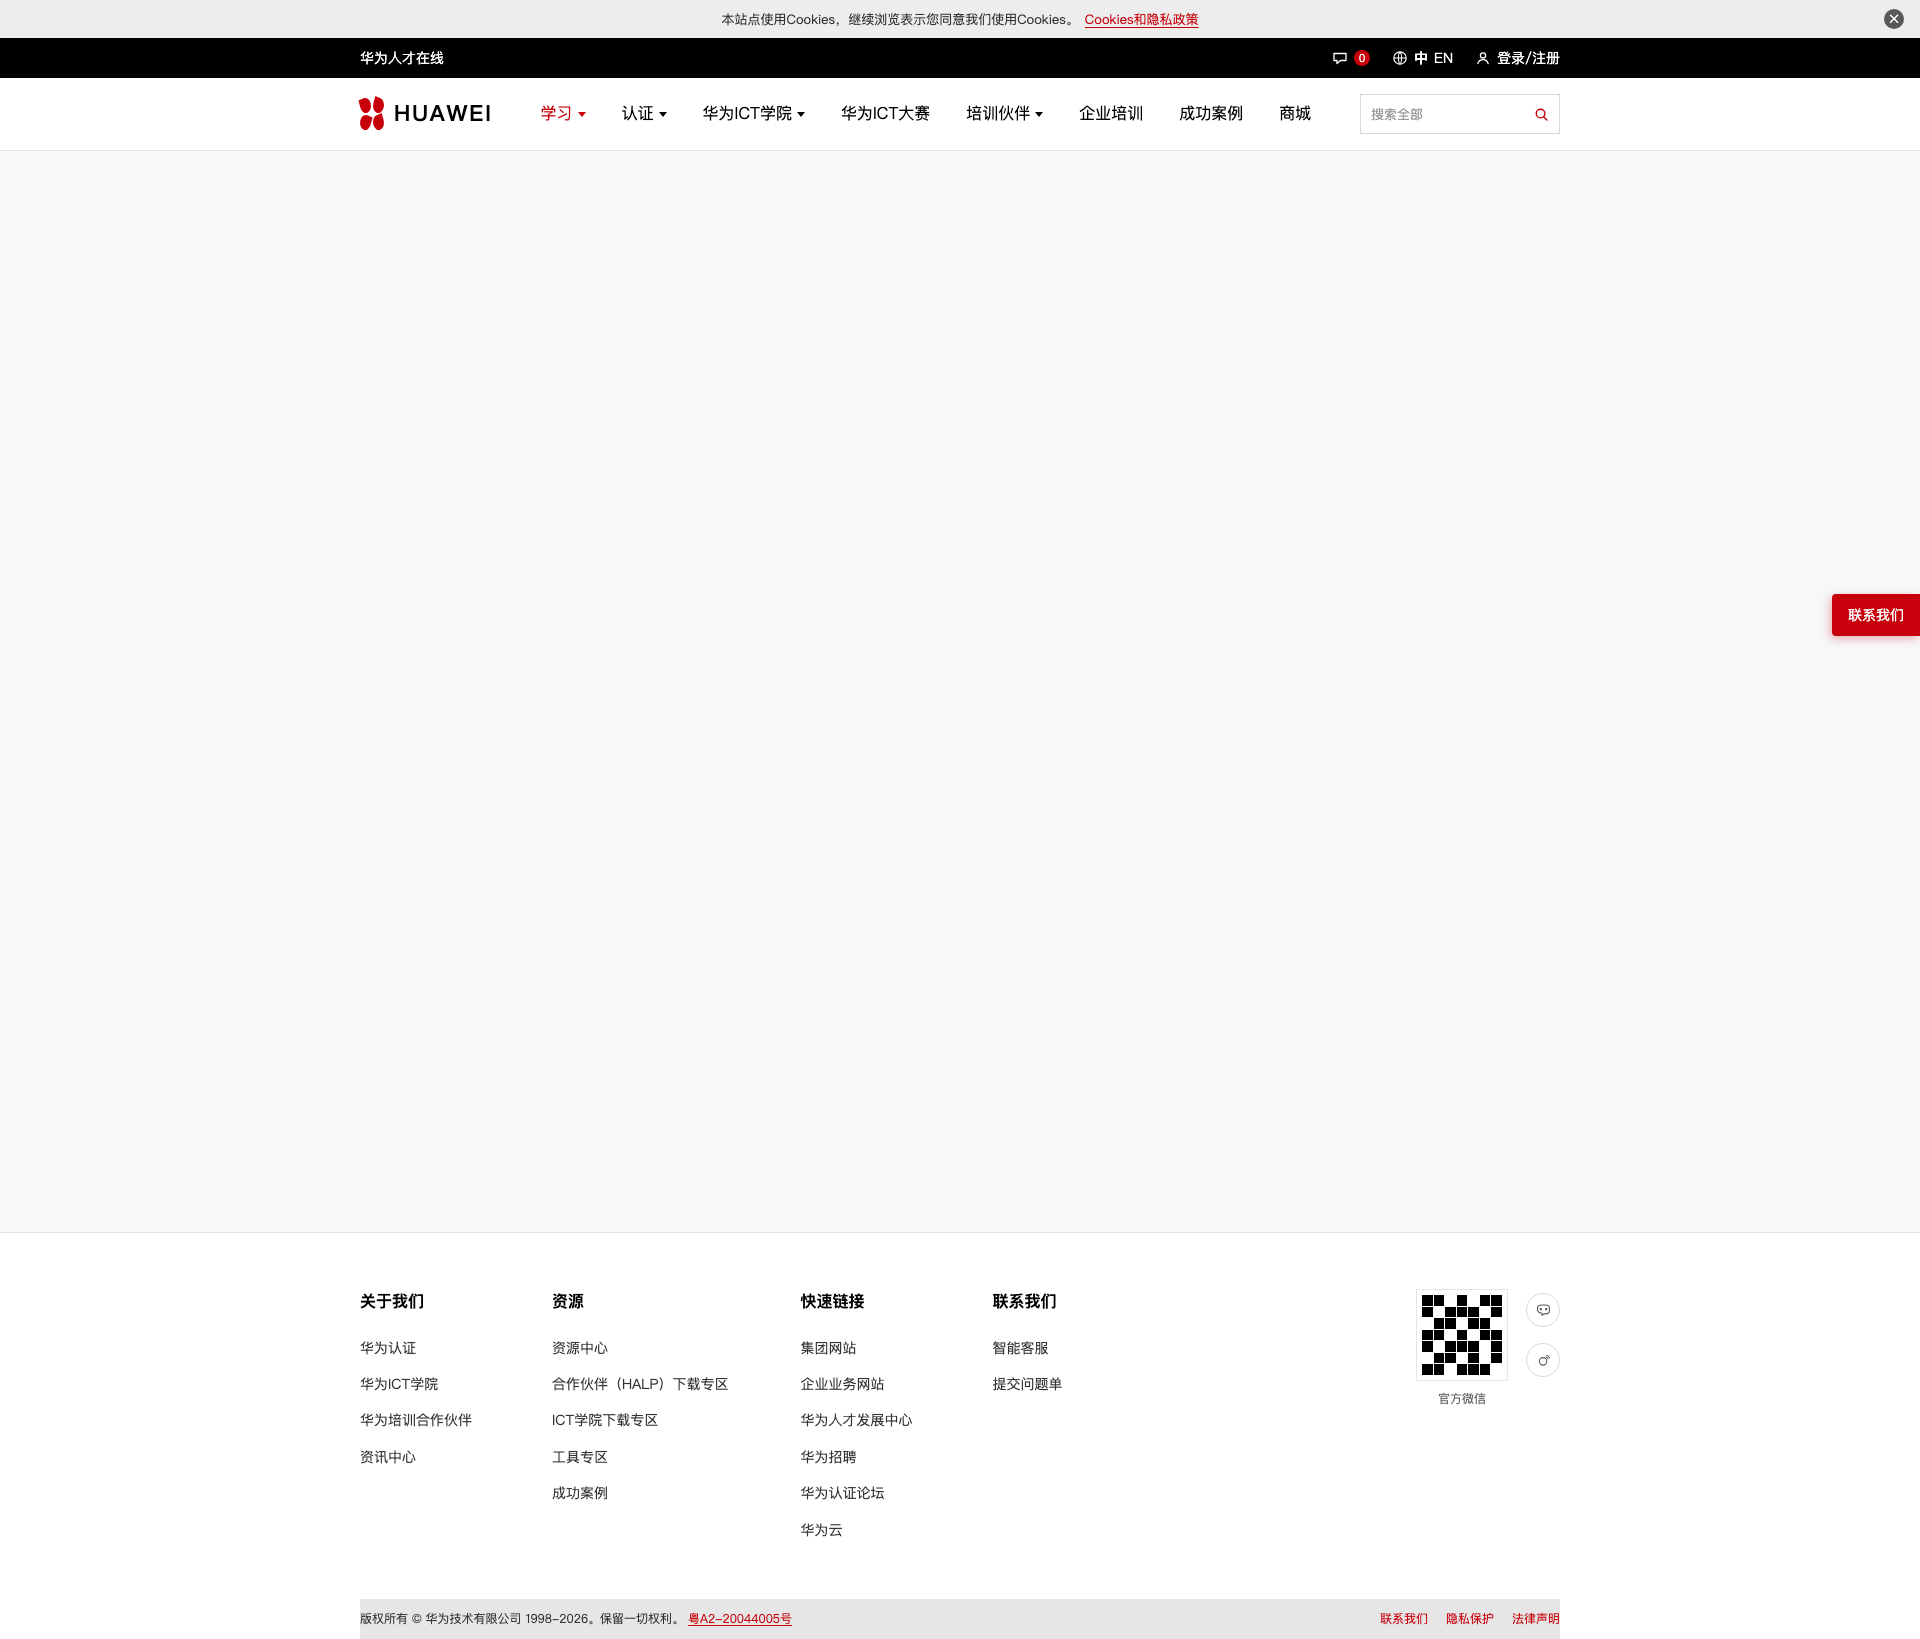 本站点使用Cookies，继续浏览表示您同意我们使用Cookies。 Cookies和隐私政策
华为人才在线 0 中 EN 登录/注册
HUAWEI 学习 认证 华为ICT学院 华为ICT大赛 培训伙伴 企业培训 成功案例 商城 搜索全部
联系我们
关于我们 资源 快速链接 联系我们
华为认证 资源中心 集团网站 智能客服
华为ICT学院 合作伙伴（HALP）下载专区 企业业务网站 提交问题单
官方微信
华为培训合作伙伴 ICT学院下载专区 华为人才发展中心
资讯中心 工具专区 华为招聘
成功案例 华为认证论坛
华为云
版权所有 © 华为技术有限公司 1998-2026。保留一切权利。 粤A2-20044005号 联系我们 隐私保护 法律声明